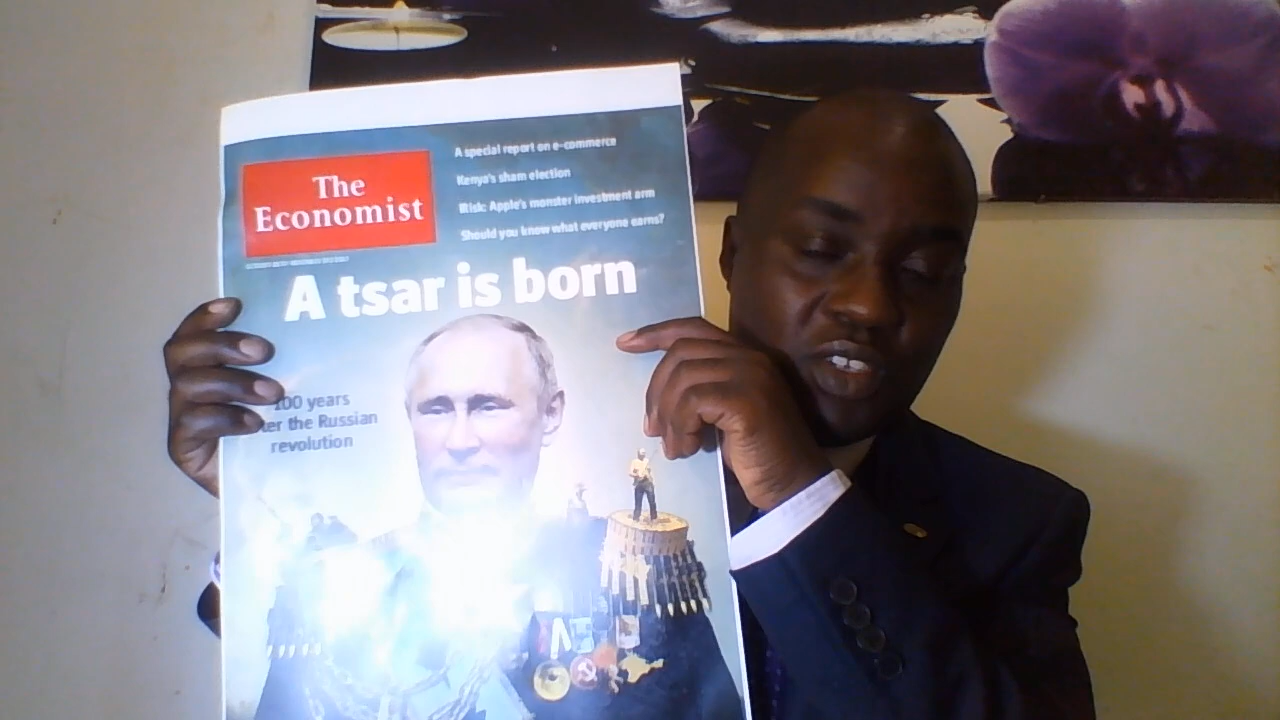 The
Economist
A special report on e-commerce
Kenya's sham election
Risk: Apple's monster investment arm
Should you know what everyone earns?
A tsar is born
100 years
the Russian
revolution